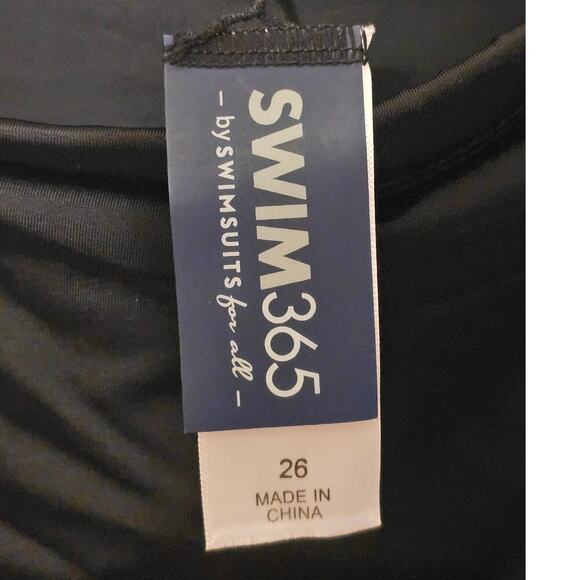 SWIM365
— by SWIMSUITS for all —
26
MADE IN
CHINA